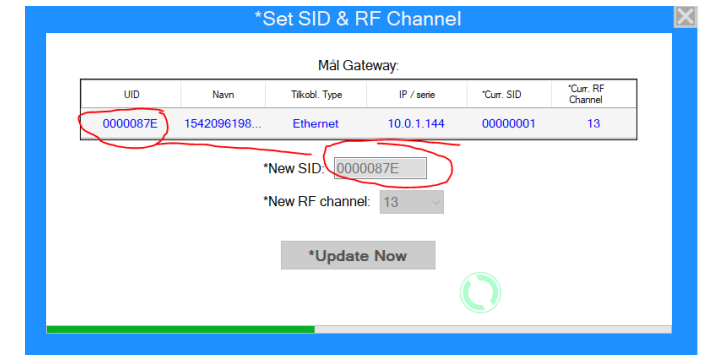 *Set SID & RF Channel
Mål Gateway:
UID Navn Tilkobl. Type IP / serie *Curr. SID *Curr. RF Channel
0000087E 1542096198... Ethernet 10.0.1.144 00000001 13
*New SID: 0000087E
*New RF channel: 13
*Update Now